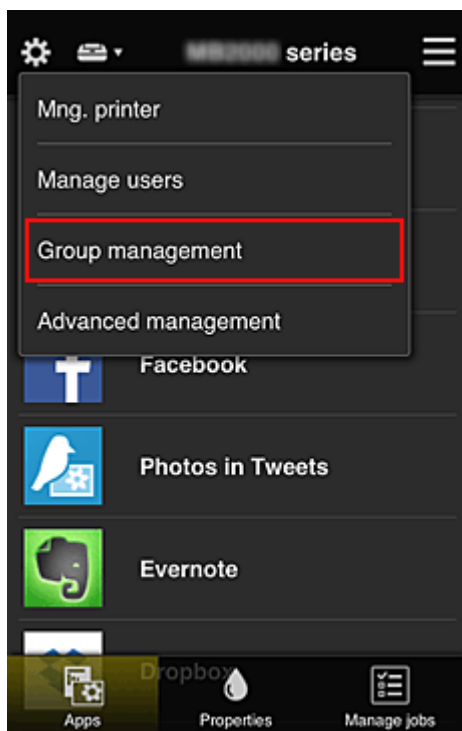 series
Mng. printer
Manage users
Group management
Advanced management
Facebook
Photos in Tweets
Evernote
Dropbox
Apps
Properties
Manage jobs